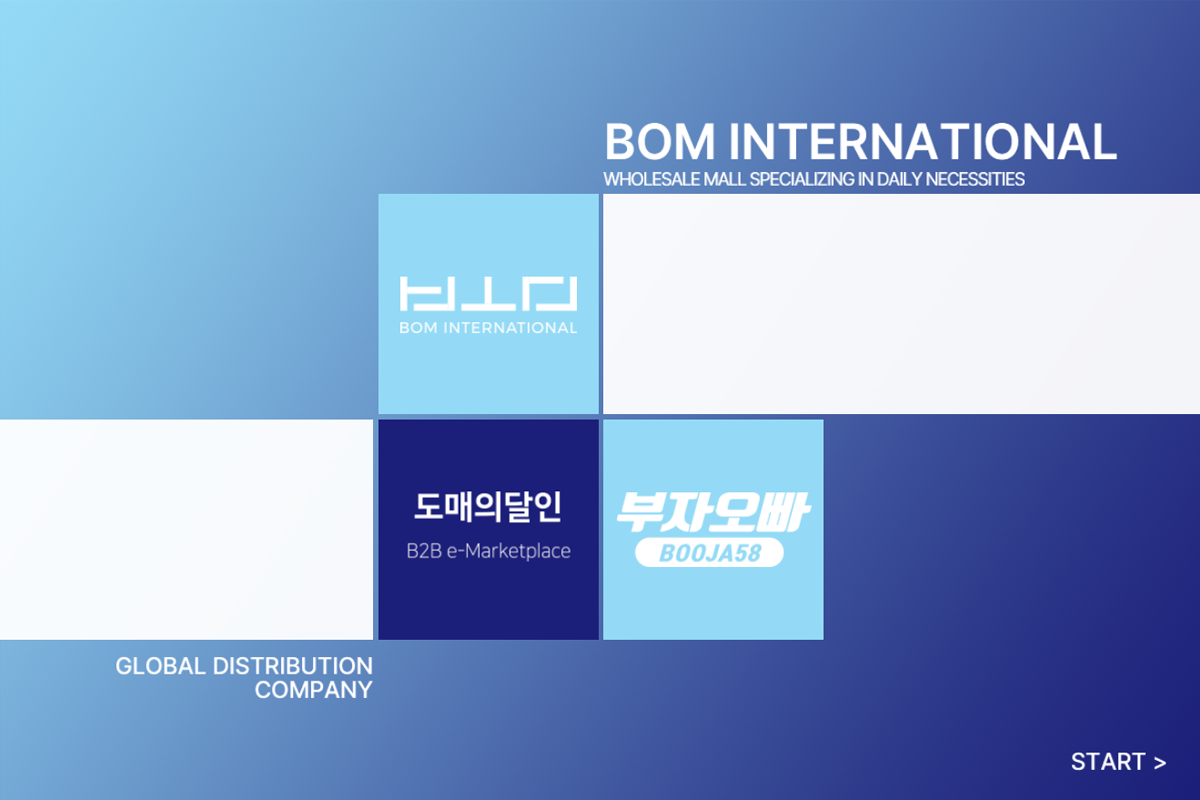 BOM INTERNATIONAL
WHOLESALE MALL SPECIALIZING IN DAILY NECESSITIES
BOM INTERNATIONAL
도매의달인
B2B e-Marketplace
부자오빠
BOOJA58
GLOBAL DISTRIBUTION
COMPANY
START >